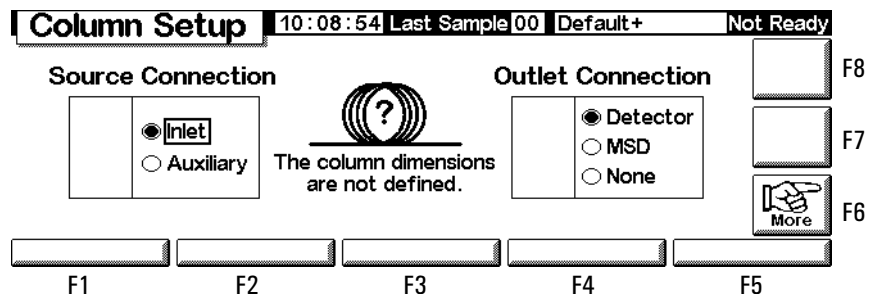 Column Setup 10:08:54 Last Sample 00 Default+ Not Ready
Source Connection
Inlet
Auxiliary
?
The column dimensions
are not defined.
Outlet Connection
Detector
MSD
None
F8
F7
More
F6
F1 F2 F3 F4 F5